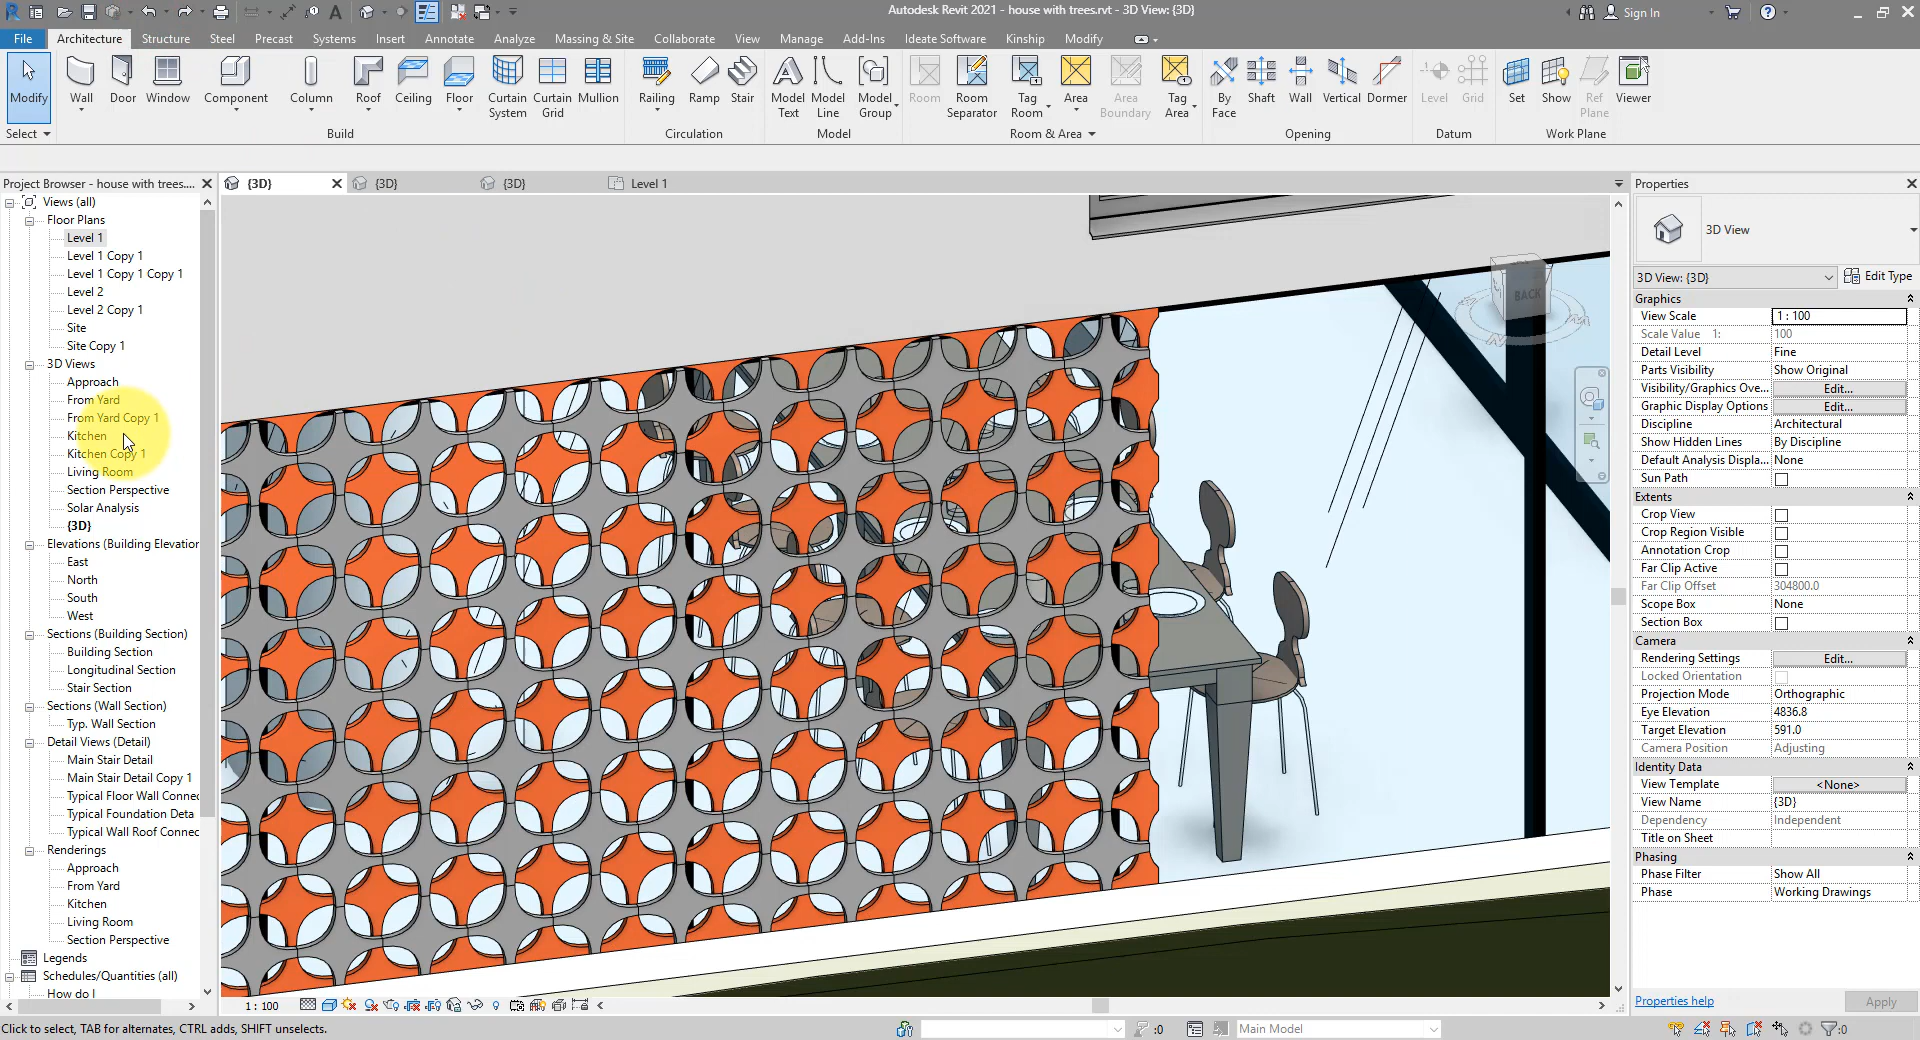 Autodesk Revit 2021 - house with trees.rvt - 3D View: {3D}
Sign In
File Architecture Structure Steel Precast Systems Insert Annotate Analyze Massing & Site Collaborate View Manage Add-Ins Ideate Software Kinship Modify
Modify Wall Door Window Component Column Roof Ceiling Floor Curtain System Curtain Grid Mullion Railing Ramp Stair Model Text Model Line Model Group Room Room Separator Tag Room Area Area Boundary Tag Area By Face Shaft Wall Vertical Dormer Level Grid Set Show Ref Plane Viewer
Select Build Circulation Model Room & Area Opening Datum Work Plane
Project Browser - house with trees....
Views (all)
Floor Plans
Level 1
Level 1 Copy 1
Level 1 Copy 1 Copy 1
Level 2
Level 2 Copy 1
Site
Site Copy 1
3D Views
Approach
From Yard
From Yard Copy 1
Kitchen
Kitchen Copy 1
Living Room
Section Perspective
Solar Analysis
{3D}
Elevations (Building Elevation
East
North
South
West
Sections (Building Section)
Building Section
Longitudinal Section
Stair Section
Sections (Wall Section)
Typ. Wall Section
Detail Views (Detail)
Main Stair Detail
Main Stair Detail Copy 1
Typical Floor Wall Connec
Typical Foundation Deta
Typical Wall Roof Connec
Renderings
Approach
From Yard
Kitchen
Living Room
Section Perspective
Legends
Schedules/Quantities (all)
How do I
{3D} {3D} {3D} Level 1
BACK
1 : 100
Properties
3D View
3D View: {3D} Edit Type
Graphics
View Scale 1 : 100
Scale Value 1: 100
Detail Level Fine
Parts Visibility Show Original
Visibility/Graphics Ove... Edit...
Graphic Display Options Edit...
Discipline Architectural
Show Hidden Lines By Discipline
Default Analysis Displa... None
Sun Path
Extents
Crop View
Crop Region Visible
Annotation Crop
Far Clip Active
Far Clip Offset 304800.0
Scope Box None
Section Box
Camera
Rendering Settings Edit...
Locked Orientation
Projection Mode Orthographic
Eye Elevation 4836.8
Target Elevation 591.0
Camera Position Adjusting
Identity Data
View Template <None>
View Name {3D}
Dependency Independent
Title on Sheet
Phasing
Phase Filter Show All
Phase Working Drawings
Properties help Apply
Click to select, TAB for alternates, CTRL adds, SHIFT unselects.
:0 Main Model :0